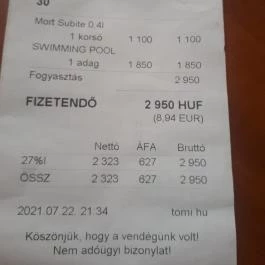 30
Mort Subite 0.4l
1 korsó 1 100 1 100
SWIMMING POOL
1 adag 1 850 1 850
Fogyasztás 2 950
FIZETENDŐ 2 950 HUF
(8,94 EUR)
Nettó ÁFA Bruttó
27%I 2 323 627 2 950
ÖSSZ 2 323 627 2 950
2021.07.22. 21:34 tomi hu
Köszönjük, hogy a vendégünk volt!
Nem adóügyi bizonylat!